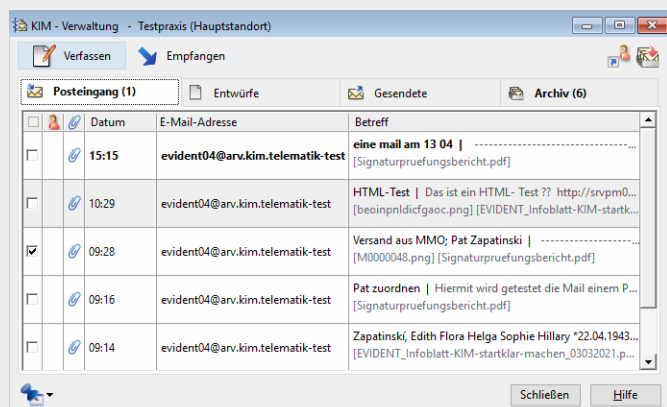 KIM - Verwaltung - Testpraxis (Hauptstandort)
Verfassen Empfangen
Posteingang (1) Entwürfe Gesendete Archiv (6)
Datum E-Mail-Adresse Betreff
15:15 evident04@arv.kim.telematik-test eine mail am 13 04 | ---------------------------...
[Signaturpruefungsbericht.pdf]
10:29 evident04@arv.kim.telematik-test HTML-Test | Das ist ein HTML- Test ?? http://srvpm0...
[beoinpnldicfgaoc.png] [EVIDENT_Infoblatt-KIM-startk...
09:28 evident04@arv.kim.telematik-test Versand aus MMO; Pat Zapatinski | -----------------...
[M0000048.png] [Signaturpruefungsbericht.pdf]
09:16 evident04@arv.kim.telematik-test Pat zuordnen | Hiermit wird getestet die Mail einem P...
[Signaturpruefungsbericht.pdf]
09:14 evident04@arv.kim.telematik-test Zapatinskí, Edith Flora Helga Sophie Hillary *22.04.1943...
[EVIDENT_Infoblatt-KIM-startklar-machen_03032021.p...
Schließen Hilfe